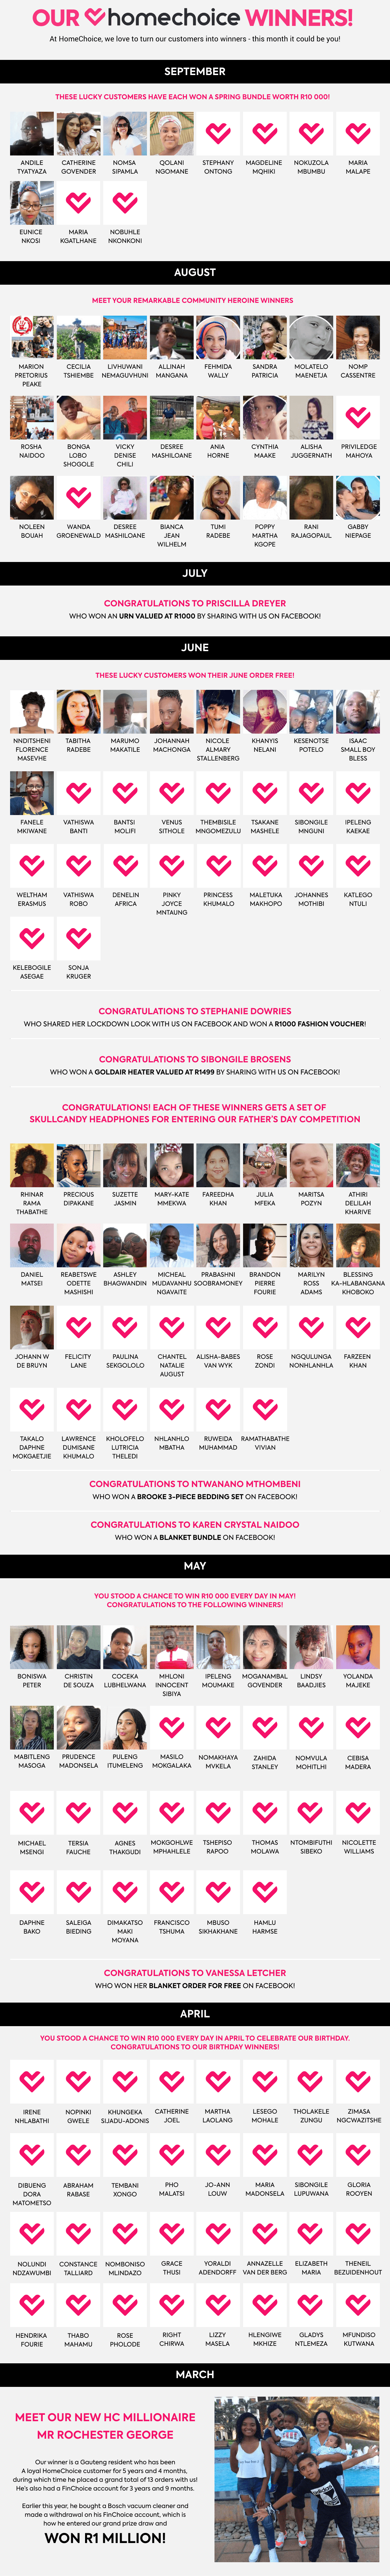 OUR homechoice WINNERS!
At HomeChoice, we love to turn our customers into winners - this month it could be you!
SEPTEMBER
THESE LUCKY CUSTOMERS HAVE EACH WON A SPRING BUNDLE WORTH R10 000!
ANDILE TYATYAZA
CATHERINE GOVENDER
NOMSA SIPAMLA
QOLANI NGOMANE
STEPHANY ONTONG
MAGDELINE MQHIKI
NOKUZOLA MBUMBU
MARIA MALAPE
EUNICE NKOSI
MARIA KGATLHANE
NOBUHLE NKONKONI
AUGUST
MEET YOUR REMARKABLE COMMUNITY HEROINE WINNERS
MARION PRETORIUS PEAKE
CECILIA TSHIEMBE
LIVHUWANI NEMAGUVHUNI
ALLINAH MANGANA
FEHMIDA WALLY
SANDRA PATRICIA
MOLATELO MAENETJA
NOMP CASSENTRE
ROSHA NAIDOO
BONGA LOBO SHOGOLE
VICKY DENISE CHILI
DESREE MASHILOANE
ANIA HORNE
CYNTHIA MAAKE
ALISHA JUGGERNATH
PRIVILEDGE MAHOYA
NOLEEN BOUAH
WANDA GROENEWALD
DESREE MASHILOANE
BIANCA JEAN WILHELM
TUMI RADEBE
POPPY MARTHA KGOPE
RANI RAJAGOPAUL
GABBY NIEPAGE
JULY
CONGRATULATIONS TO PRISCILLA DREYER
WHO WON AN URN VALUED AT R1000 BY SHARING WITH US ON FACEBOOK!
JUNE
THESE LUCKY CUSTOMERS WON THEIR JUNE ORDER FREE!
NNDITSHENI FLORENCE MASEVHE
TABITHA RADEBE
MARUMO MAKATILE
JOHANNAH MACHONGA
NICOLE ALMARY STALLENBERG
KHANYIS NELANI
KESENOTSE POTELO
ISAAC SMALL BOY BLESS
FANELE MKIWANE
VATHISWA BANTI
BANTSI MOLIFI
VENUS SITHOLE
THEMBISILE MNGOMEZULU
TSAKANE MASHELE
SIBONGILE MNGUNI
IPELENG KAEKAE
WELTHAM ERASMUS
VATHISWA ROBO
DENELIN AFRICA
PINKY JOYCE MNTAUNG
PRINCESS KHUMALO
MALETUKA MAKHOPO
JOHANNES MOTHIBI
KATLEGO NTULI
KELEBOGILE ASEGAE
SONJA KRUGER
CONGRATULATIONS TO STEPHANIE DOWRIES
WHO SHARED HER LOCKDOWN LOOK WITH US ON FACEBOOK AND WON A R1000 FASHION VOUCHER!
CONGRATULATIONS TO SIBONGILE BROSENS
WHO WON A GOLDAIR HEATER VALUED AT R1499 BY SHARING WITH US ON FACEBOOK!
CONGRATULATIONS! EACH OF THESE WINNERS GETS A SET OF
SKULLCANDY HEADPHONES FOR ENTERING OUR FATHER'S DAY COMPETITION
RHINAR RAMA THABATHE
PRECIOUS DIPAKANE
SUZETTE JASMIN
MARY-KATE MMEKWA
FAREEDHA KHAN
JULIA MFEKA
MARITSA POZYN
ATHIRI DELILAH KHARIVE
DANIEL MATSEI
REABETSWE ODETTE MASHISHI
ASHLEY BHAGWANDIN
MICHEAL MUDAVANHU NGAVAITE
PRABASHNI SOOBRAMONEY
BRANDON PIERRE FOURIE
MARILYN ROSS ADAMS
BLESSING KA-HLABANGANA KHOBOKO
JOHANN W DE BRUYN
FELICITY LANE
PAULINA SEKGOLOLO
CHANTEL NATALIE AUGUST
ALISHA-BABES VAN WYK
ROSE ZONDI
NGQULUNGA NONHLANHLA
FARZEEN KHAN
TAKALO DAPHNE MOKGAETJIE
LAWRENCE DUMISANE KHUMALO
KHOLOFELO LUTRICIA THELEDI
NHLANHLO MBATHA
RUWEIDA MUHAMMAD
RAMATHABATHE VIVIAN
CONGRATULATIONS TO NTWANANO MTHOMBENI
WHO WON A BROOKE 3-PIECE BEDDING SET ON FACEBOOK!
CONGRATULATIONS TO KAREN CRYSTAL NAIDOO
WHO WON A BLANKET BUNDLE ON FACEBOOK!
MAY
YOU STOOD A CHANCE TO WIN R10 000 EVERY DAY IN MAY!
CONGRATULATIONS TO THE FOLLOWING WINNERS!
BONISWA PETER
CHRISTIN DE SOUZA
COCEKA LUBHELWANA
MHLONI INNOCENT SIBIYA
IPELENG MOUMAKE
MOGANAMBAL GOVENDER
LINDSY BAADJIES
YOLANDA MAJEKE
MABITLENG MASOGA
PRUDENCE MADONSELA
PULENG ITUMELENG
MASILO MOKGALAKA
NOMAKHAYA MVKELA
ZAHIDA STANLEY
NOMVULA MOHITLHI
CEBISA MADERA
MICHAEL MSENGI
TERSIA FAUCHE
AGNES THAKGUDI
MOKGOHLWE MPHAHLELE
TSHEPISO RAPOO
THOMAS MOLAWA
NTOMBIFUTHI SIBEKO
NICOLETTE WILLIAMS
DAPHNE BAKO
SALEIGA BIEDING
DIMAKATSO MAKI MOYANA
FRANCISCO TSHUMA
MBUSO SIKHAKHANE
HAMLU HARMSE
CONGRATULATIONS TO VANESSA LETCHER
WHO WON HER BLANKET ORDER FOR FREE ON FACEBOOK!
APRIL
YOU STOOD A CHANCE TO WIN R10 000 EVERY DAY IN APRIL TO CELEBRATE OUR BIRTHDAY.
CONGRATULATIONS TO OUR BIRTHDAY WINNERS!
IRENE NHLABATHI
NOPINKI GWELE
KHUNGEKA SIJADU-ADONIS
CATHERINE JOEL
MARTHA LAOLANG
LESEGO MOHALE
THOLAKELE ZUNGU
ZIMASA NGCWAZITSHE
DIBUENG DORA MATOMETSO
ABRAHAM RABASE
TEMBANI XONGO
PHO MALATSI
JO-ANN LOUW
MARIA MADONSELA
SIBONGILE LUPUWANA
GLORIA ROOYEN
NOLUNDI NDZAWUMBI
CONSTANCE TALLIARD
NOMBONISO MLINDAZO
GRACE THUSI
YORALDI ADENDORFF
ANNAZELLE VAN DER BERG
ELIZABETH MARIA
THENEIL BEZUIDENHOUT
HENDRIKA FOURIE
THABO MAHAMU
ROSE PHOLODE
RIGHT CHIRWA
LIZZY MASELA
HLENGIWE MKHIZE
GLADYS NTLEMEZA
MFUNDISO KUTWANA
MARCH
MEET OUR NEW HC MILLIONAIRE
MR ROCHESTER GEORGE
Our winner is a Gauteng resident who has been
A loyal HomeChoice customer for 5 years and 4 months,
during which time he placed a grand total of 13 orders with us!
He's also had a FinChoice account for 3 years and 9 months.
Earlier this year, he bought a Bosch vacuum cleaner and
made a withdrawal on his FinChoice account, which is
how he entered our grand prize draw and
WON R1 MILLION!